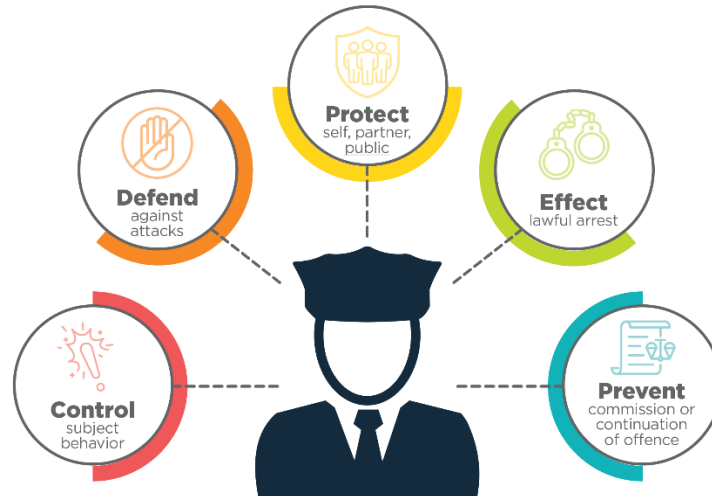 Protect
self, partner,
public
Defend
against
attacks
Effect
lawful arrest
Control
subject
behavior
Prevent
commission or
continuation
of offence